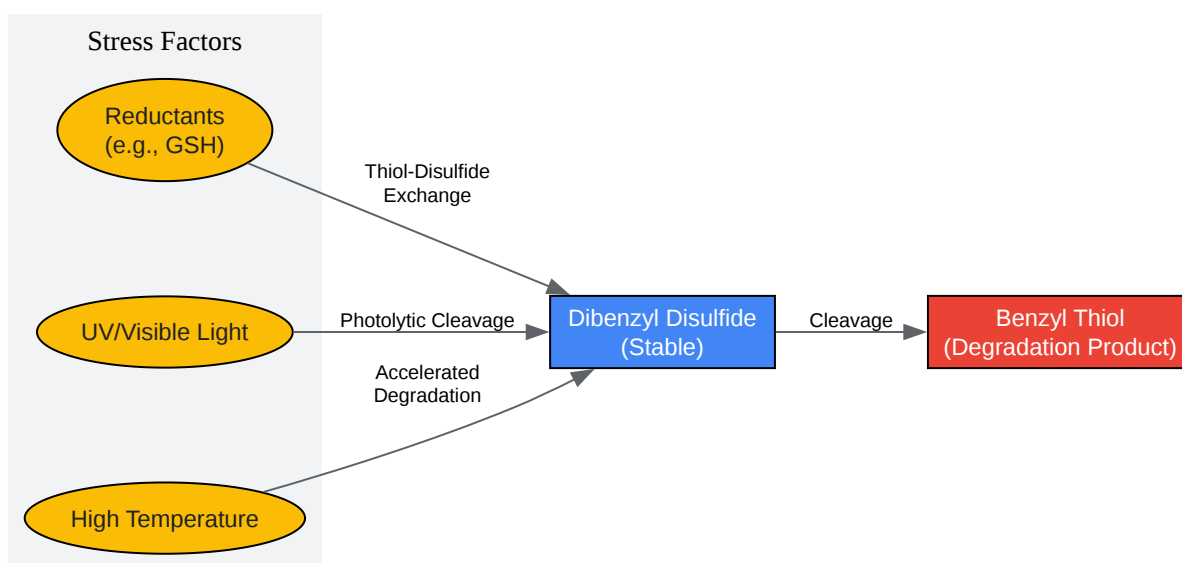 Stress Factors
Reductants
(e.g., GSH)
Thiol-Disulfide
Exchange
UV/Visible Light
Photolytic Cleavage
Dibenzyl Disulfide
(Stable)
Cleavage
Benzyl Thiol
(Degradation Product)
Accelerated
Degradation
High Temperature